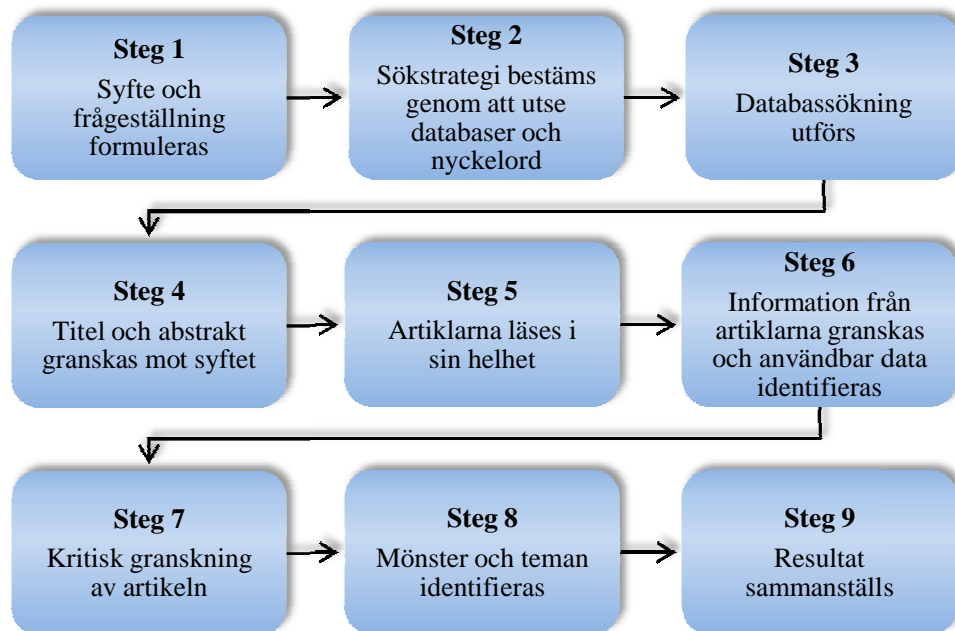 Steg 1
Syfte och
frågeställning
formuleras
Steg 2
Sökstrategi bestäms
genom att utse
databaser och
nyckelord
Steg 3
Databassökning
utförs
Steg 4
Titel och abstrakt
granskas mot syftet
Steg 5
Artiklarna läses i
sin helhet
Steg 6
Information från
artiklarna granskas
och användbar data
identifieras
Steg 7
Kritisk granskning
av artikeln
Steg 8
Mönster och teman
identifieras
Steg 9
Resultat
sammanställs